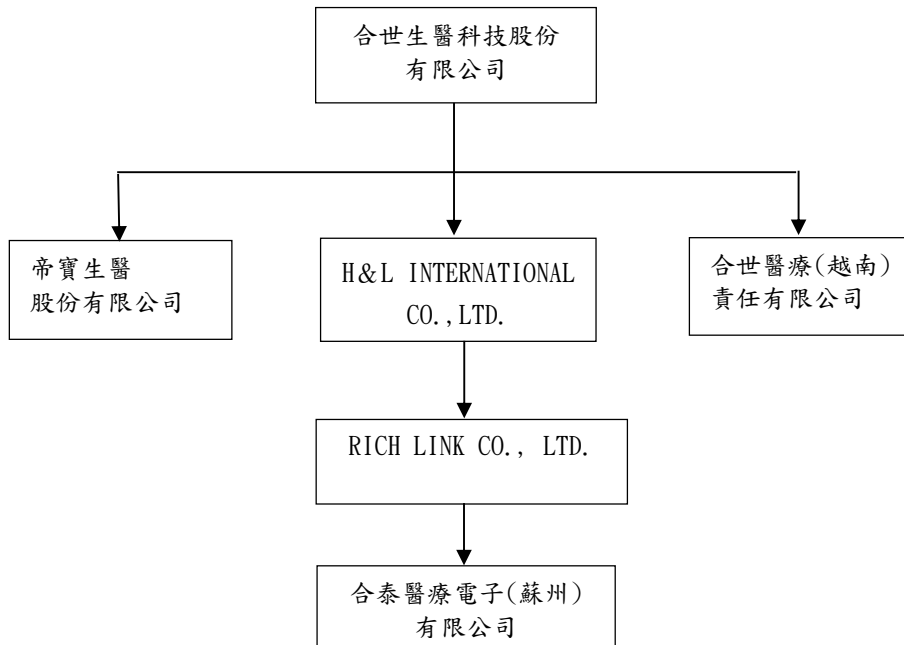 合世生醫科技股份
有限公司
帝寶生醫
股份有限公司
H&L INTERNATIONAL
CO.,LTD.
合世醫療(越南)
責任有限公司
RICH LINK CO., LTD.
合泰醫療電子(蘇州)
有限公司